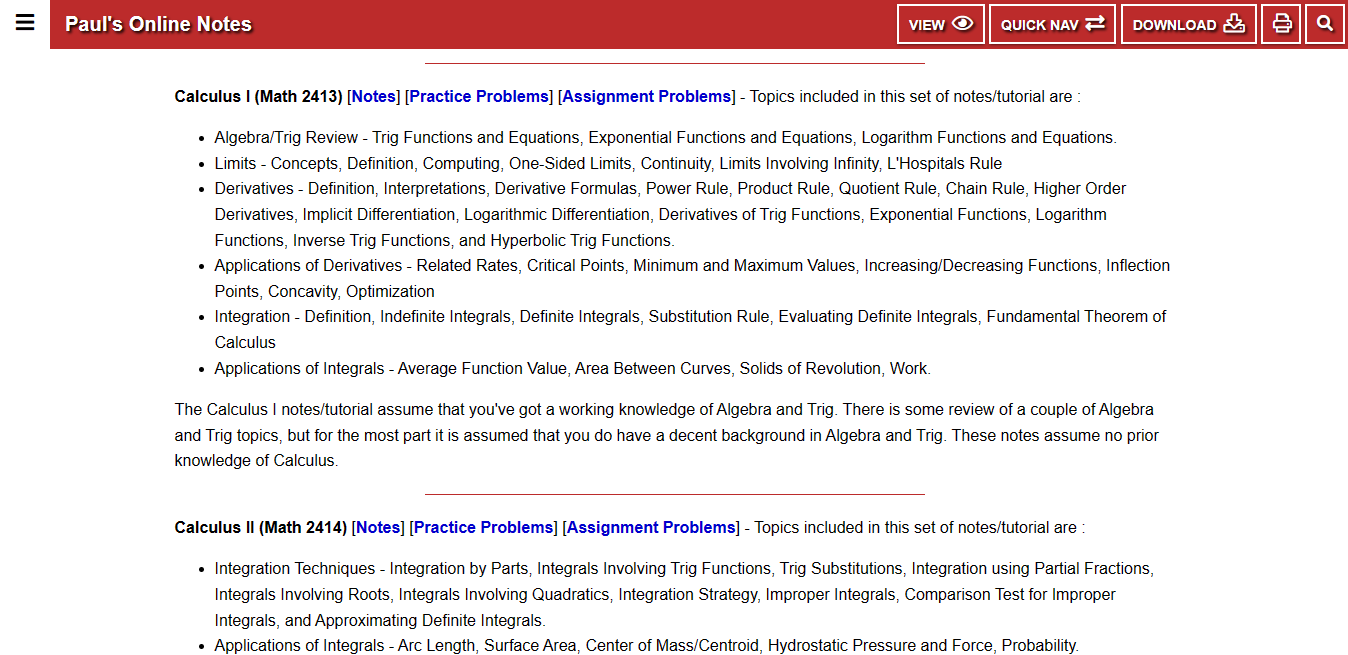 Paul's Online Notes
VIEW
QUICK NAV
DOWNLOAD
Calculus I (Math 2413) [Notes] [Practice Problems] [Assignment Problems] - Topics included in this set of notes/tutorial are :
• Algebra/Trig Review - Trig Functions and Equations, Exponential Functions and Equations, Logarithm Functions and Equations.
• Limits - Concepts, Definition, Computing, One-Sided Limits, Continuity, Limits Involving Infinity, L'Hospitals Rule
• Derivatives - Definition, Interpretations, Derivative Formulas, Power Rule, Product Rule, Quotient Rule, Chain Rule, Higher Order
Derivatives, Implicit Differentiation, Logarithmic Differentiation, Derivatives of Trig Functions, Exponential Functions, Logarithm
Functions, Inverse Trig Functions, and Hyperbolic Trig Functions.
• Applications of Derivatives - Related Rates, Critical Points, Minimum and Maximum Values, Increasing/Decreasing Functions, Inflection
Points, Concavity, Optimization
• Integration - Definition, Indefinite Integrals, Definite Integrals, Substitution Rule, Evaluating Definite Integrals, Fundamental Theorem of
Calculus
• Applications of Integrals - Average Function Value, Area Between Curves, Solids of Revolution, Work.
The Calculus I notes/tutorial assume that you've got a working knowledge of Algebra and Trig. There is some review of a couple of Algebra
and Trig topics, but for the most part it is assumed that you do have a decent background in Algebra and Trig. These notes assume no prior
knowledge of Calculus.
Calculus II (Math 2414) [Notes] [Practice Problems] [Assignment Problems] - Topics included in this set of notes/tutorial are :
• Integration Techniques - Integration by Parts, Integrals Involving Trig Functions, Trig Substitutions, Integration using Partial Fractions,
Integrals Involving Roots, Integrals Involving Quadratics, Integration Strategy, Improper Integrals, Comparison Test for Improper
Integrals, and Approximating Definite Integrals.
• Applications of Integrals - Arc Length, Surface Area, Center of Mass/Centroid, Hydrostatic Pressure and Force, Probability.